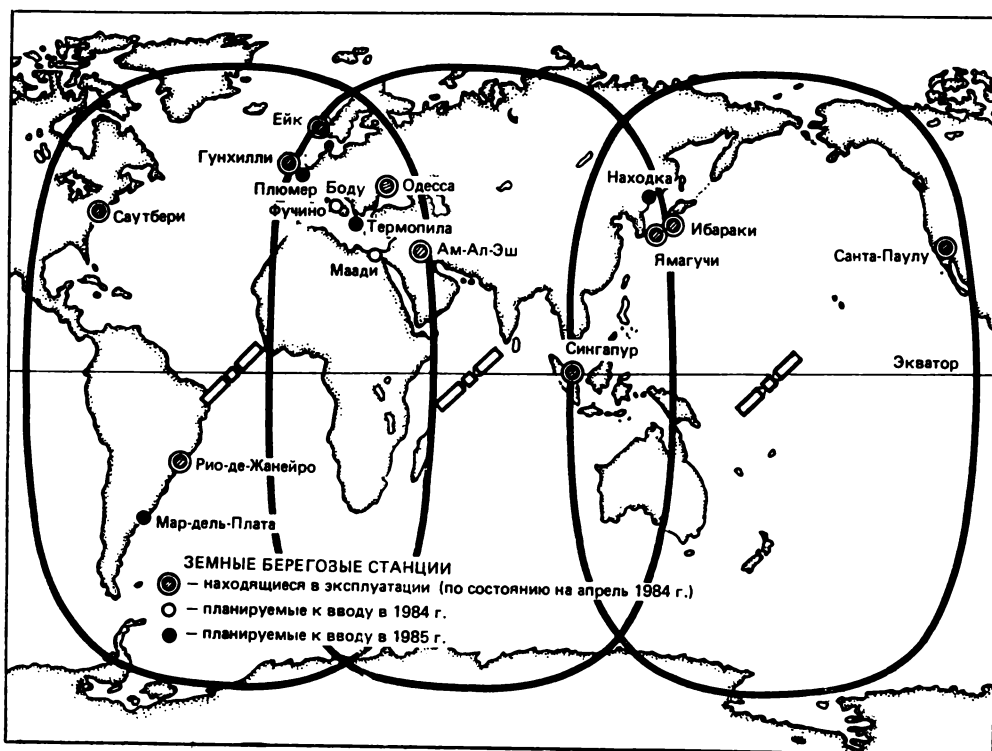 Ейк
Гунхилли
Плюмер Боду
Одесса
Фучино
Термопила
Саутбери
Маади
Ам-Ал-Эш
Находка
Ибараки
Ямагучи
Санта-Паулу
Сингапур
Экватор
Рио-де-Жанейро
Мар-дель-Плата
ЗЕМНЫЕ БЕРЕГОВЫЕ СТАНЦИИ
— находящиеся в эксплуатации (по состоянию на апрель 1984 г.)
— планируемые к вводу в 1984 г.
— планируемые к вводу в 1985 г.